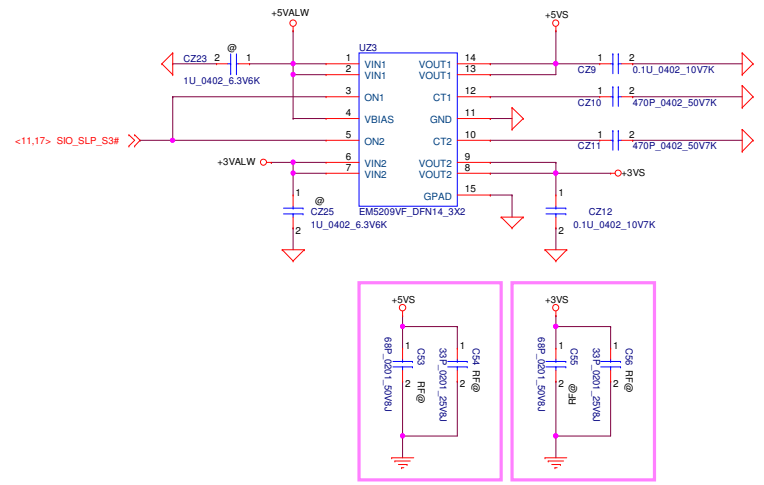 +5VALW
+5VS
UZ3
@
CZ23 2 1
1U_0402_6.3V6K
1 VIN1
2 VIN1
3 ON1
4 VBIAS
5 ON2
6 VIN2
7 VIN2
VOUT1 14
VOUT1 13
CT1 12
GND 11
CT2 10
VOUT2 9
VOUT2 8
GPAD 15
EM5209VF_DFN14_3X2
1 2
CZ9 0.1U_0402_10V7K
1 2
CZ10 470P_0402_50V7K
1 2
CZ11 470P_0402_50V7K
<11,17> SIO_SLP_S3#
+3VALW
+3VS
1 @
CZ25
2 1U_0402_6.3V6K
1 CZ12
2 0.1U_0402_10V7K
+5VS
1 C53
2 RF@
68P_0201_50V8J
1 C54
2 RF@
33P_0201_25V8J
+3VS
1 C55
2 RF@
68P_0201_50V8J
1 C56
2 RF@
33P_0201_25V8J